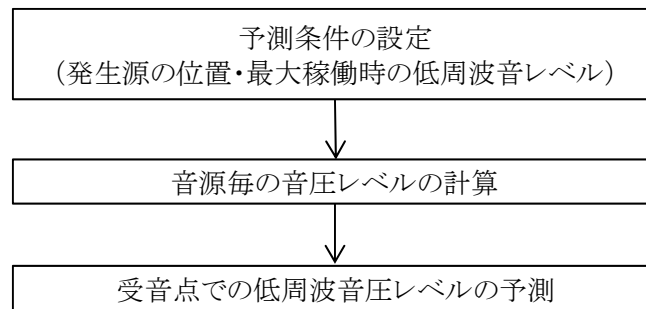 予測条件の設定
（発生源の位置・最大稼働時の低周波音レベル）
音源毎の音圧レベルの計算
受音点での低周波音圧レベルの予測